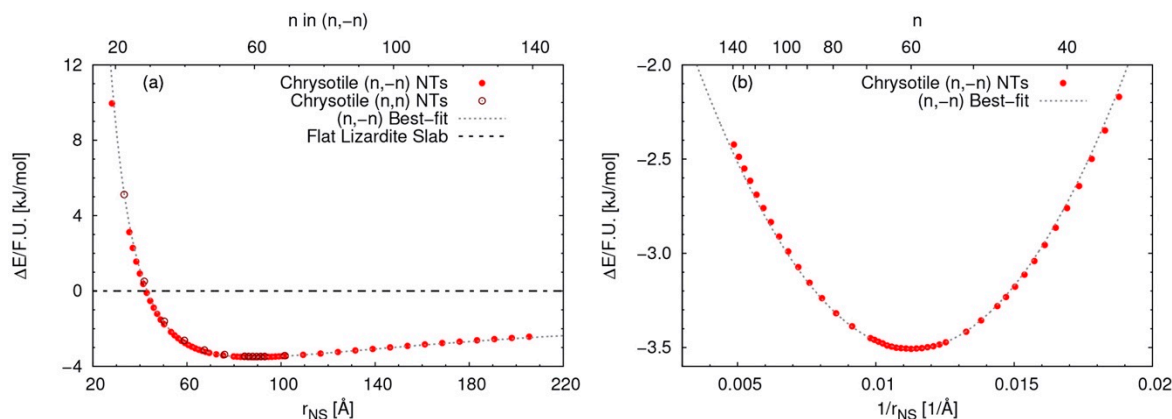 n in (n,−n)
20 60 100 140
12
8
4
0
−4
ΔE/F.U. [kJ/mol]
(a)
Chrysotile (n,−n) NTs
Chrysotile (n,n) NTs
(n,−n) Best−fit
Flat Lizardite Slab
20 60 100 140 180 220
r_NS [Å]
n
140 100 80 60 40
−2.0
−2.5
−3.0
−3.5
ΔE/F.U. [kJ/mol]
(b)
Chrysotile (n,−n) NTs
(n,−n) Best−fit
0.005 0.01 0.015 0.02
1/r_NS [1/Å]